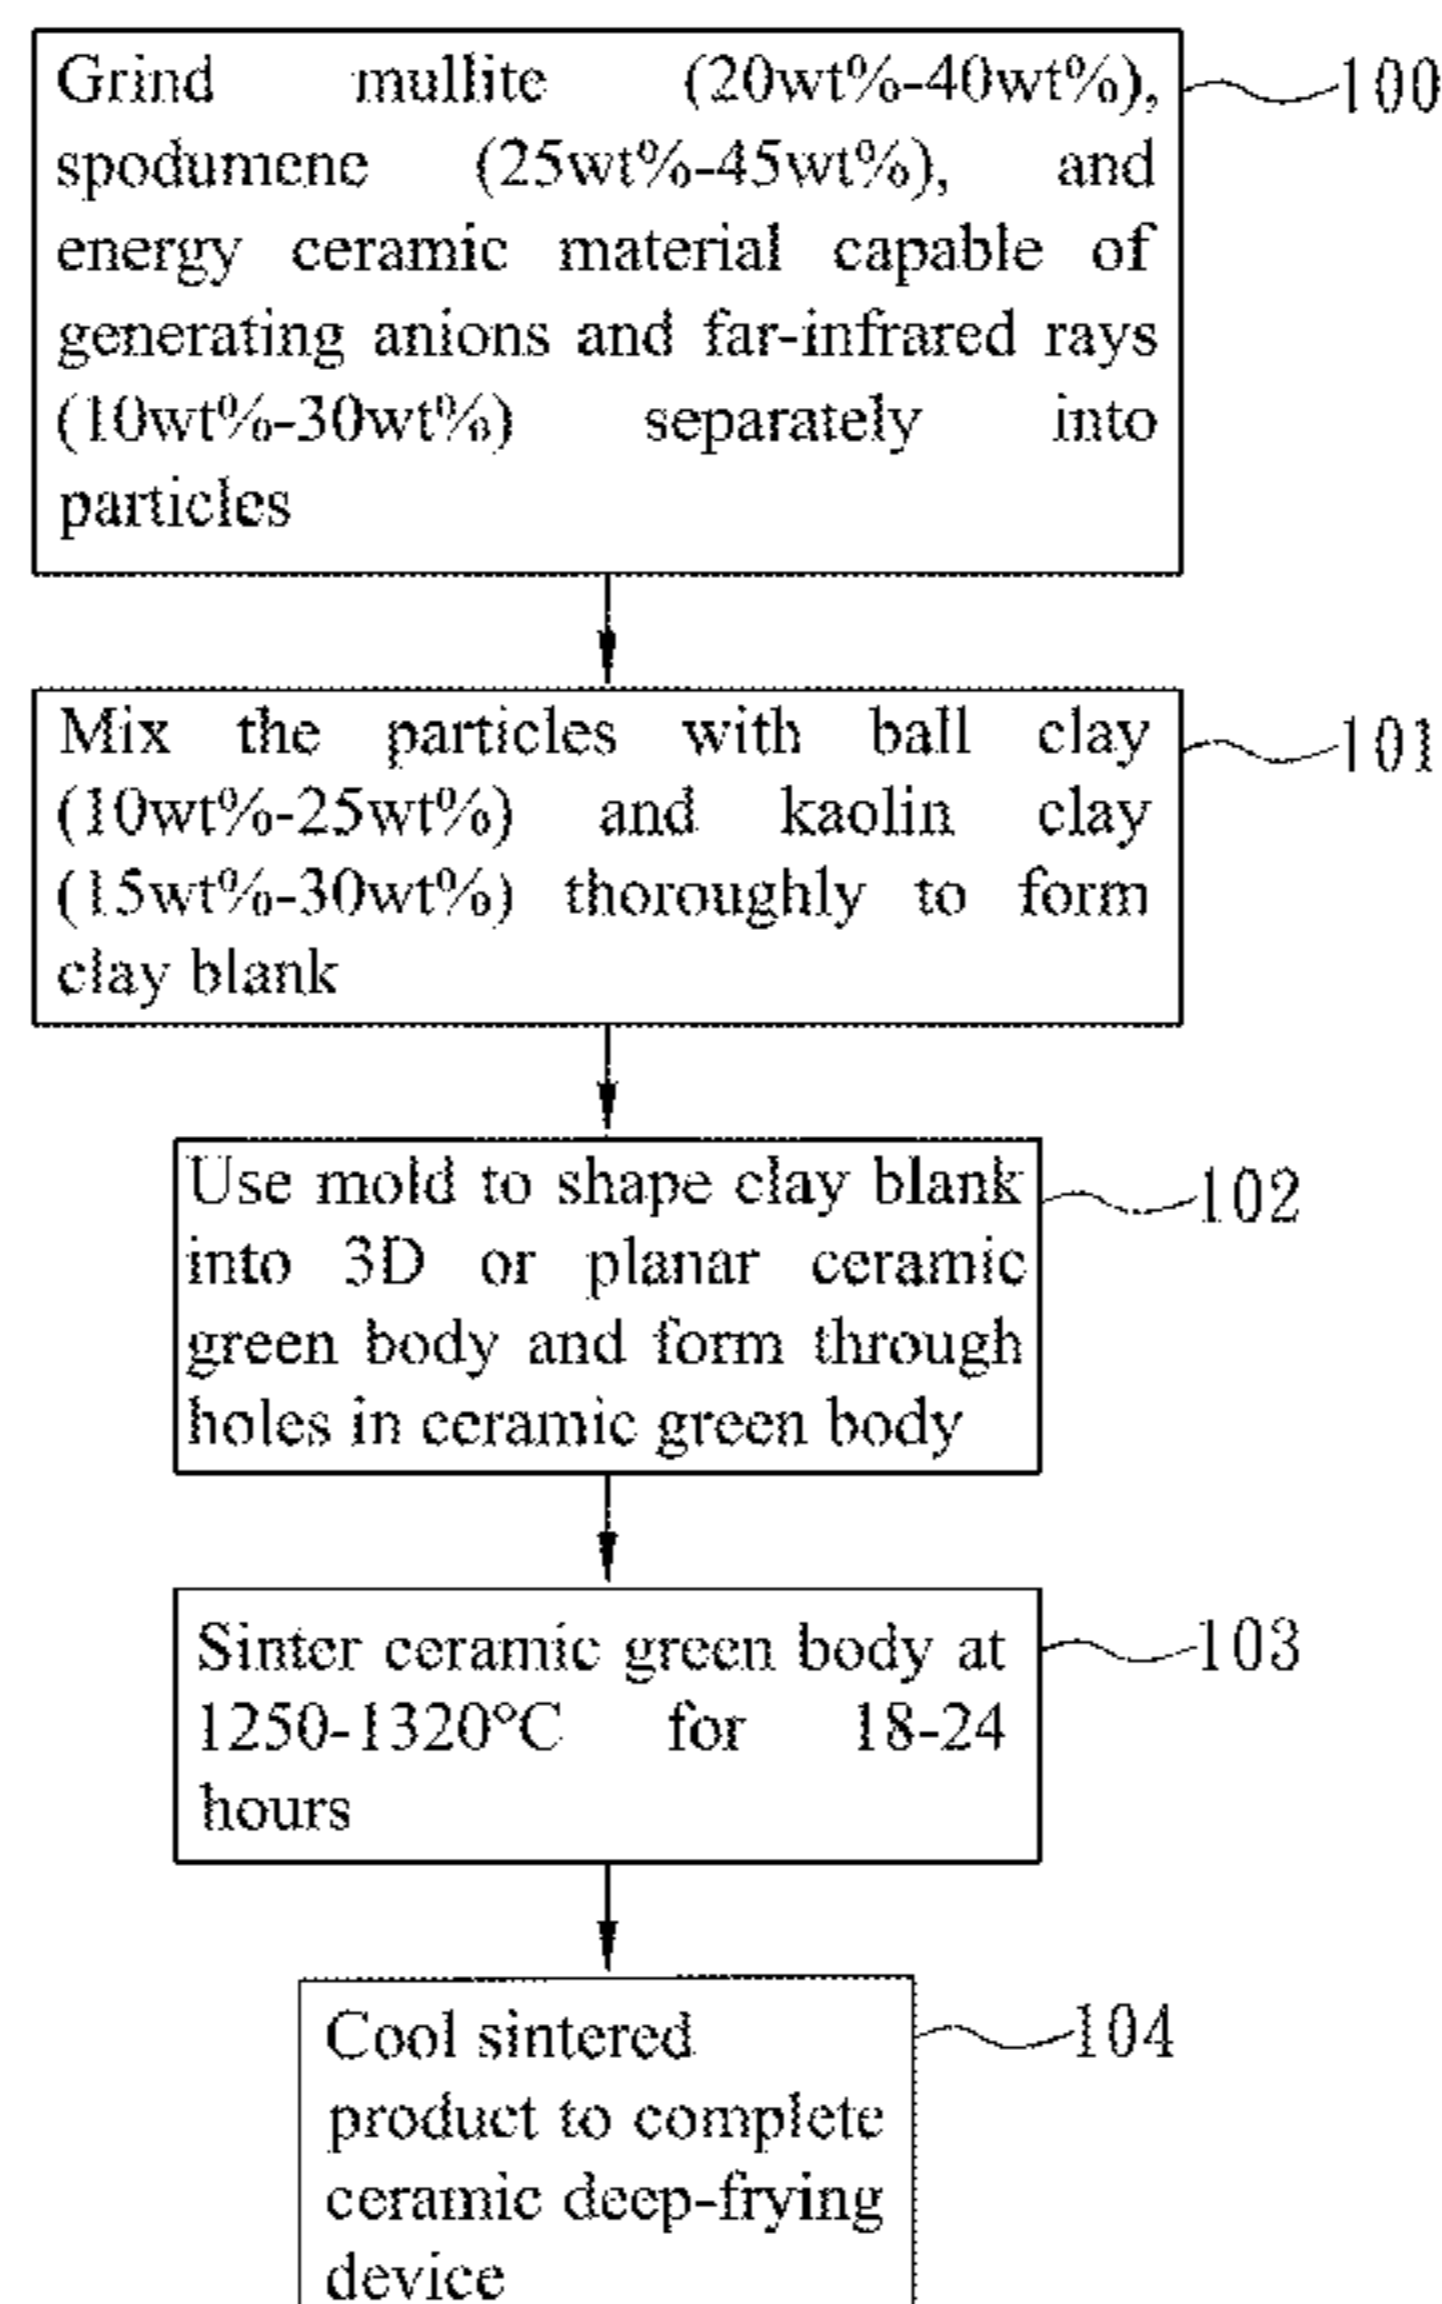 Grind mullite (20wt%-40wt%),
spodumene (25wt%-45wt%), and
energy ceramic material capable of
generating anions and far-infrared rays
(10wt%-30wt%) separately into
particles
100
Mix the particles with ball clay
(10wt%-25wt%) and kaolin clay
(15wt%-30wt%) thoroughly to form
clay blank
101
Use mold to shape clay blank
into 3D or planar ceramic
green body and form through
holes in ceramic green body
102
Sinter ceramic green body at
1250-1320°C for 18-24
hours
103
Cool sintered
product to complete
ceramic deep-frying
device
104